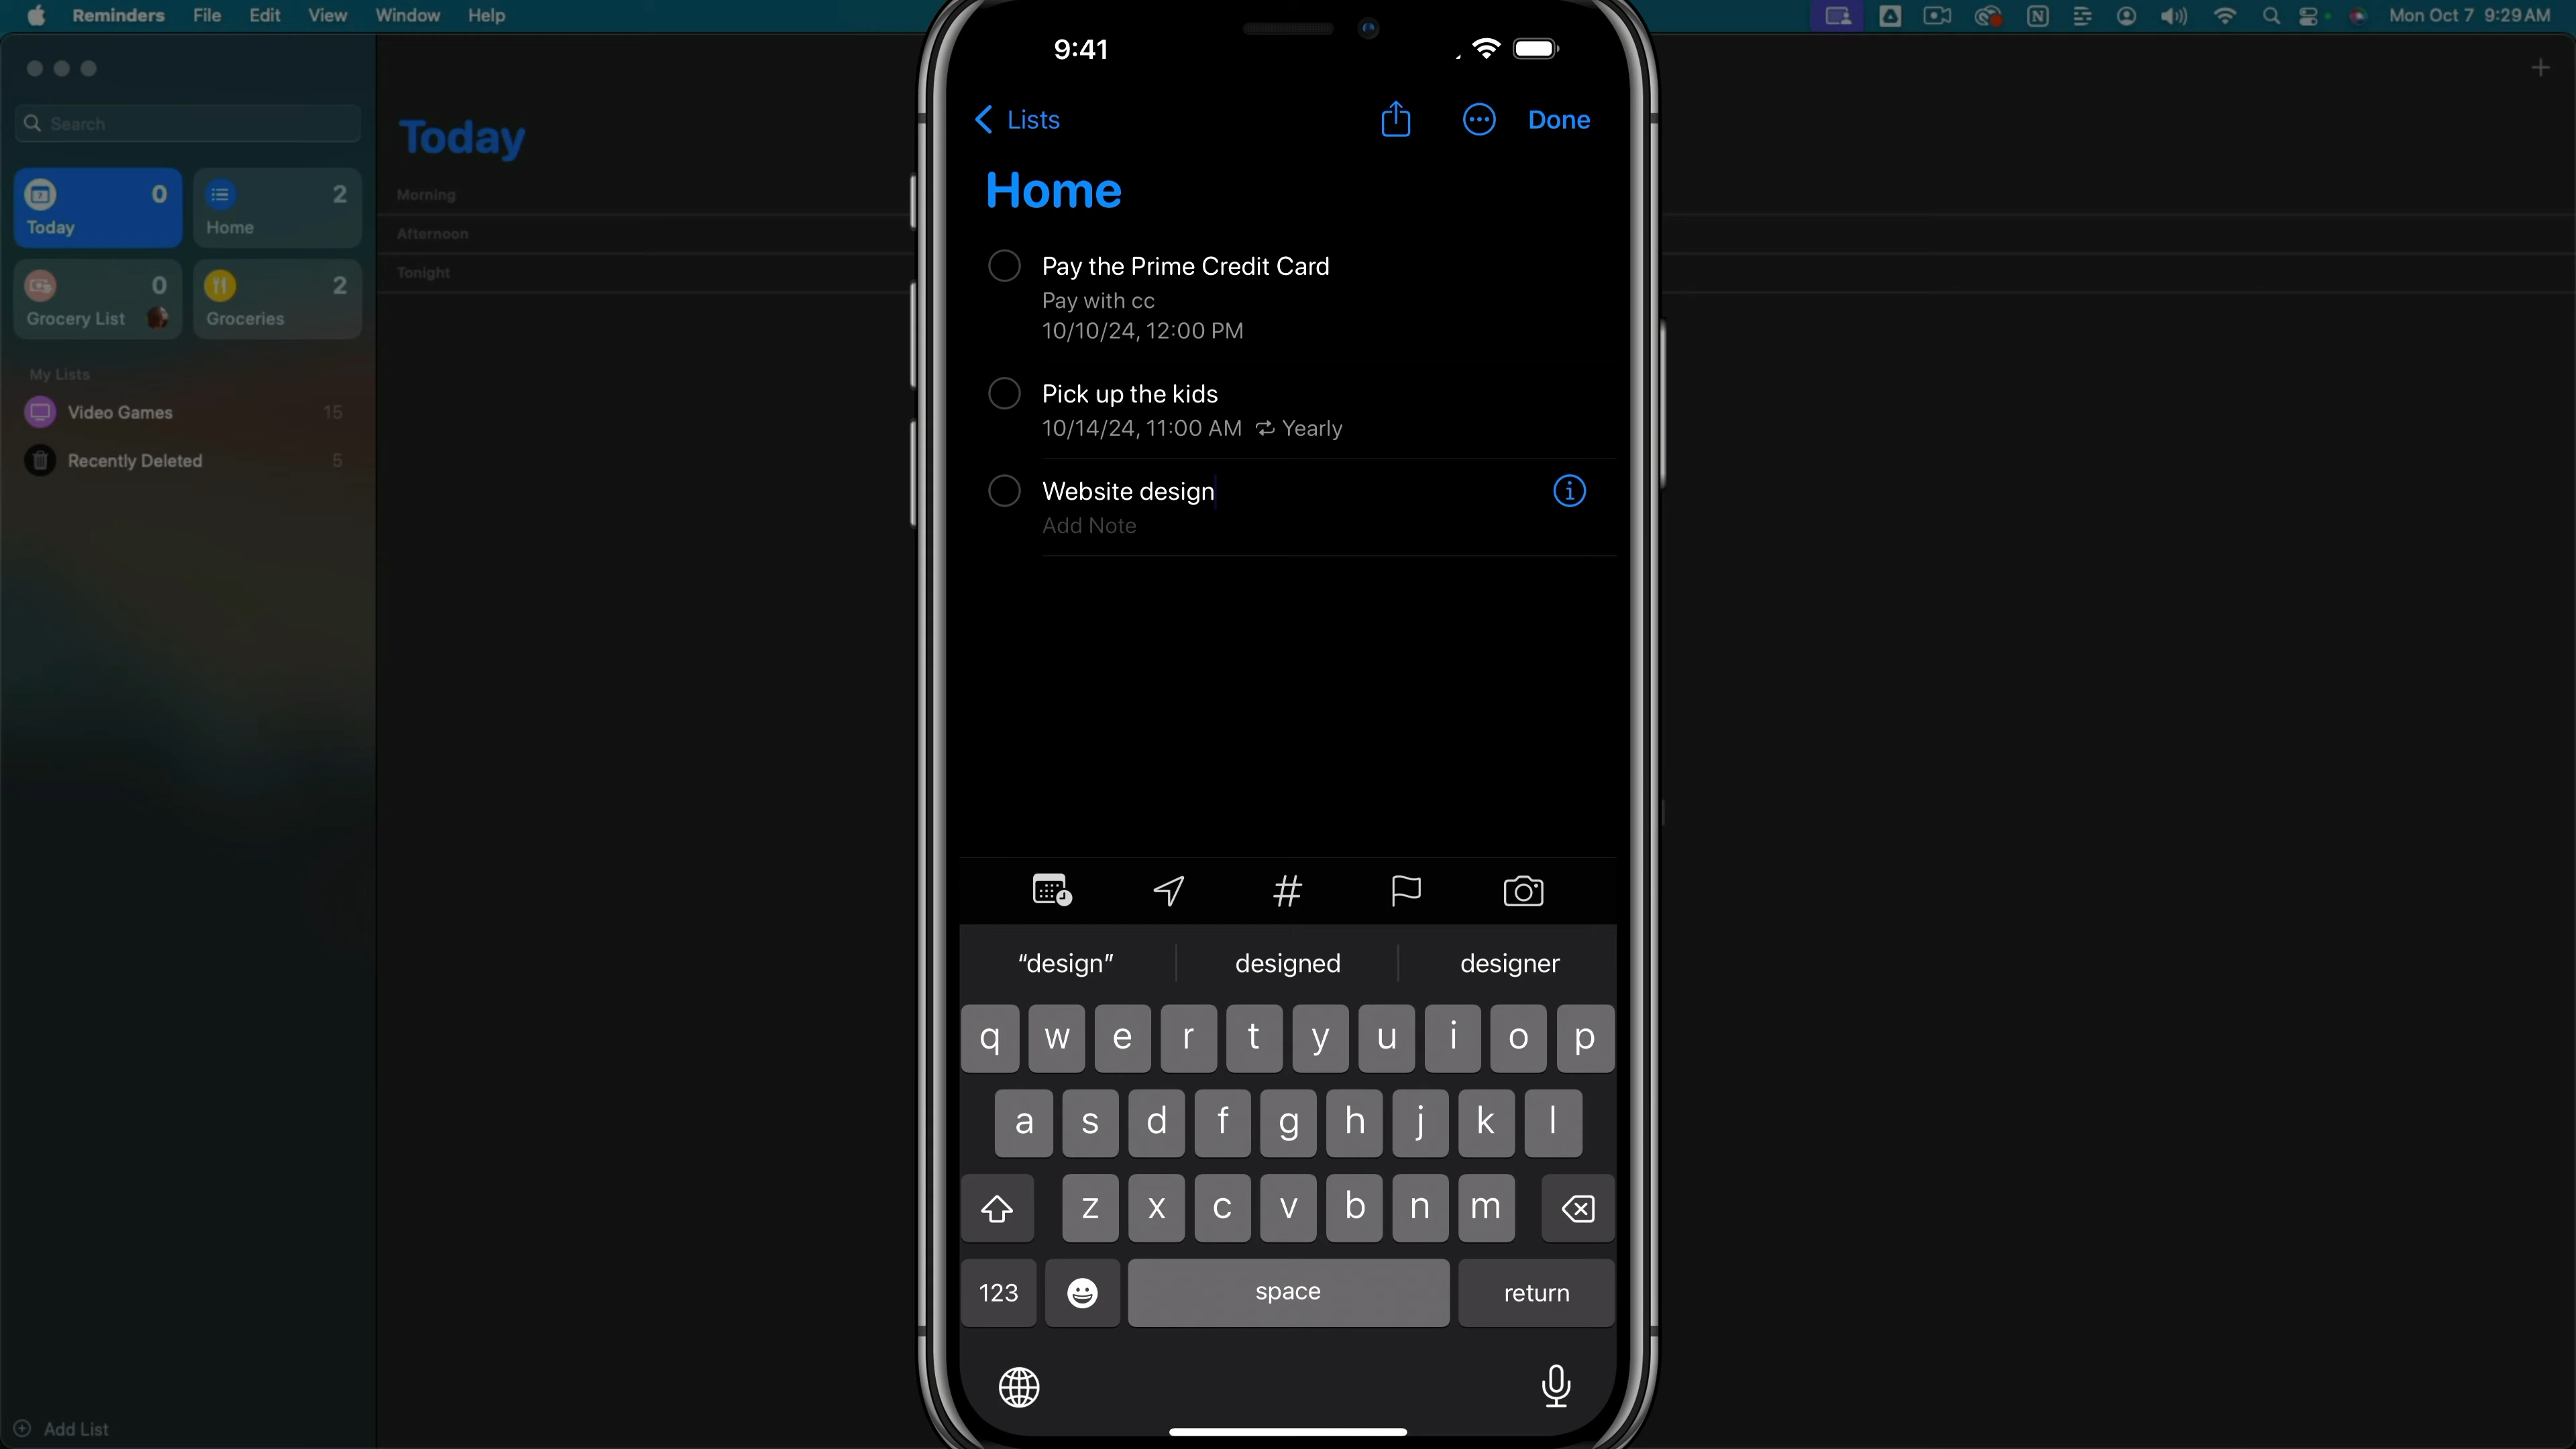 Reminders File Edit View Window Help
Mon Oct 7 9:29 AM
Search
0
Today
2
Home
0
Grocery List
2
Groceries
My Lists
Video Games 15
Recently Deleted 5
Add List
Today
Morning
Afternoon
Tonight
9:41
Lists
Done
Home
Pay the Prime Credit Card
Pay with cc
10/10/24, 12:00 PM
Pick up the kids
10/14/24, 11:00 AM Yearly
Website design
Add Note
#
“design” designed designer
q w e r t y u i o p
a s d f g h j k l
z x c v b n m
123 space return